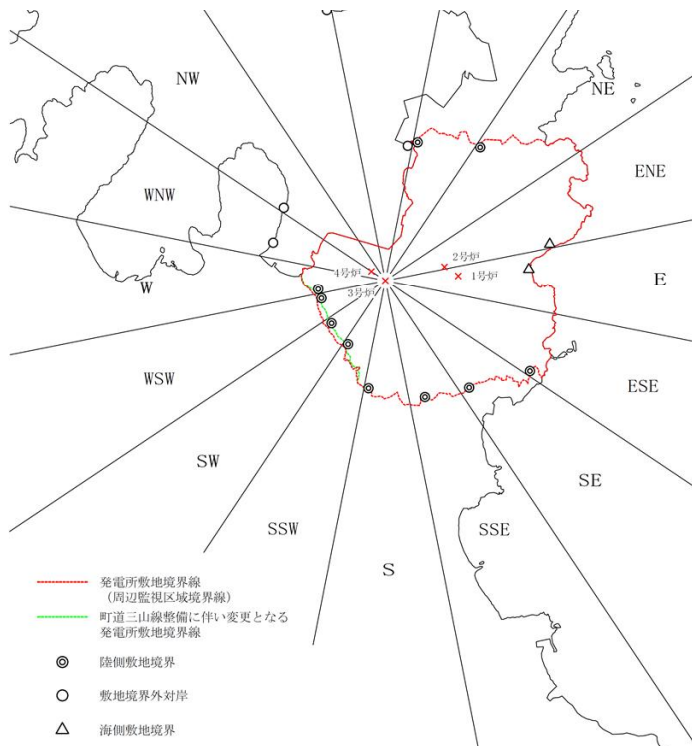 NW
NE
WNW
ENE
2号炉
4号炉
1号炉
W
E
3号炉
WSW
ESE
SW
SE
SSW
SSE
S
発電所敷地境界線
（周辺監視区域境界線）
町道三山線整備に伴い変更となる
発電所敷地境界線
陸側敷地境界
敷地境界外対岸
海側敷地境界